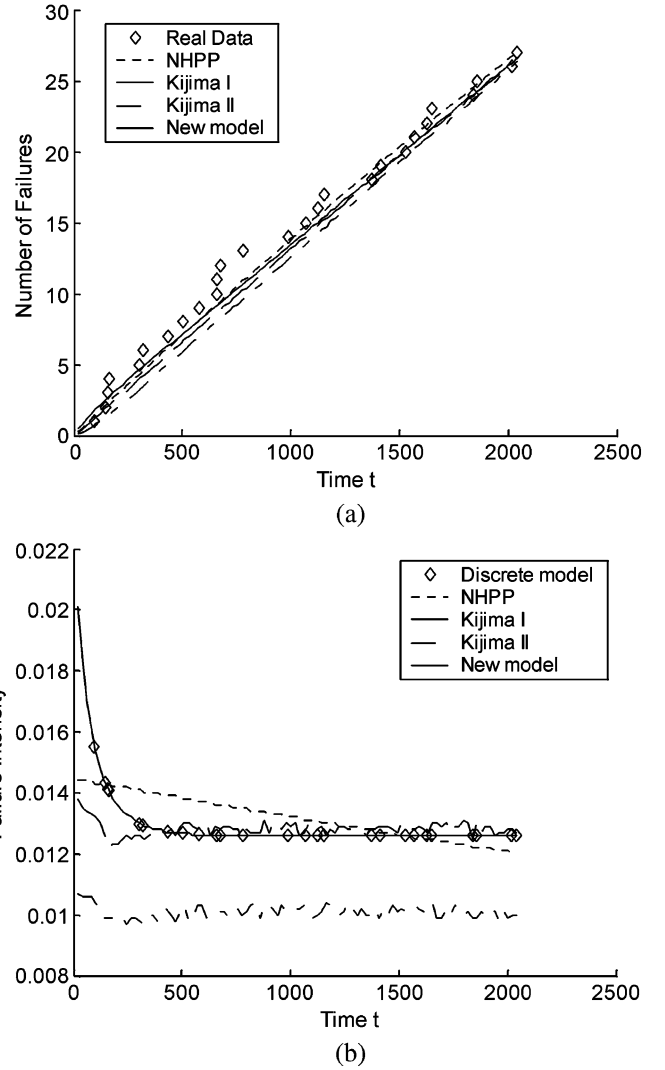 30
25
20
15
10
5
0
Number of Failures
Real Data
NHPP
Kijima I
Kijima II
New model
0 500 1000 1500 2000 2500
Time t
(a)
0.022
0.02
0.018
0.016
0.014
0.012
0.01
0.008
Discrete model
NHPP
Kijima I
Kijima II
New model
0 500 1000 1500 2000 2500
Time t
(b)